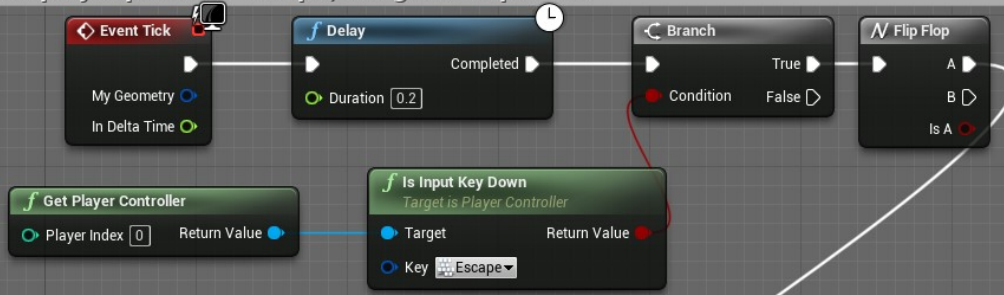 Event Tick
My Geometry
In Delta Time
f Delay
Completed
Duration 0.2
Branch
True
Condition False
Flip Flop
A
B
Is A
f Get Player Controller
Player Index 0 Return Value
f Is Input Key Down
Target is Player Controller
Target Return Value
Key Escape